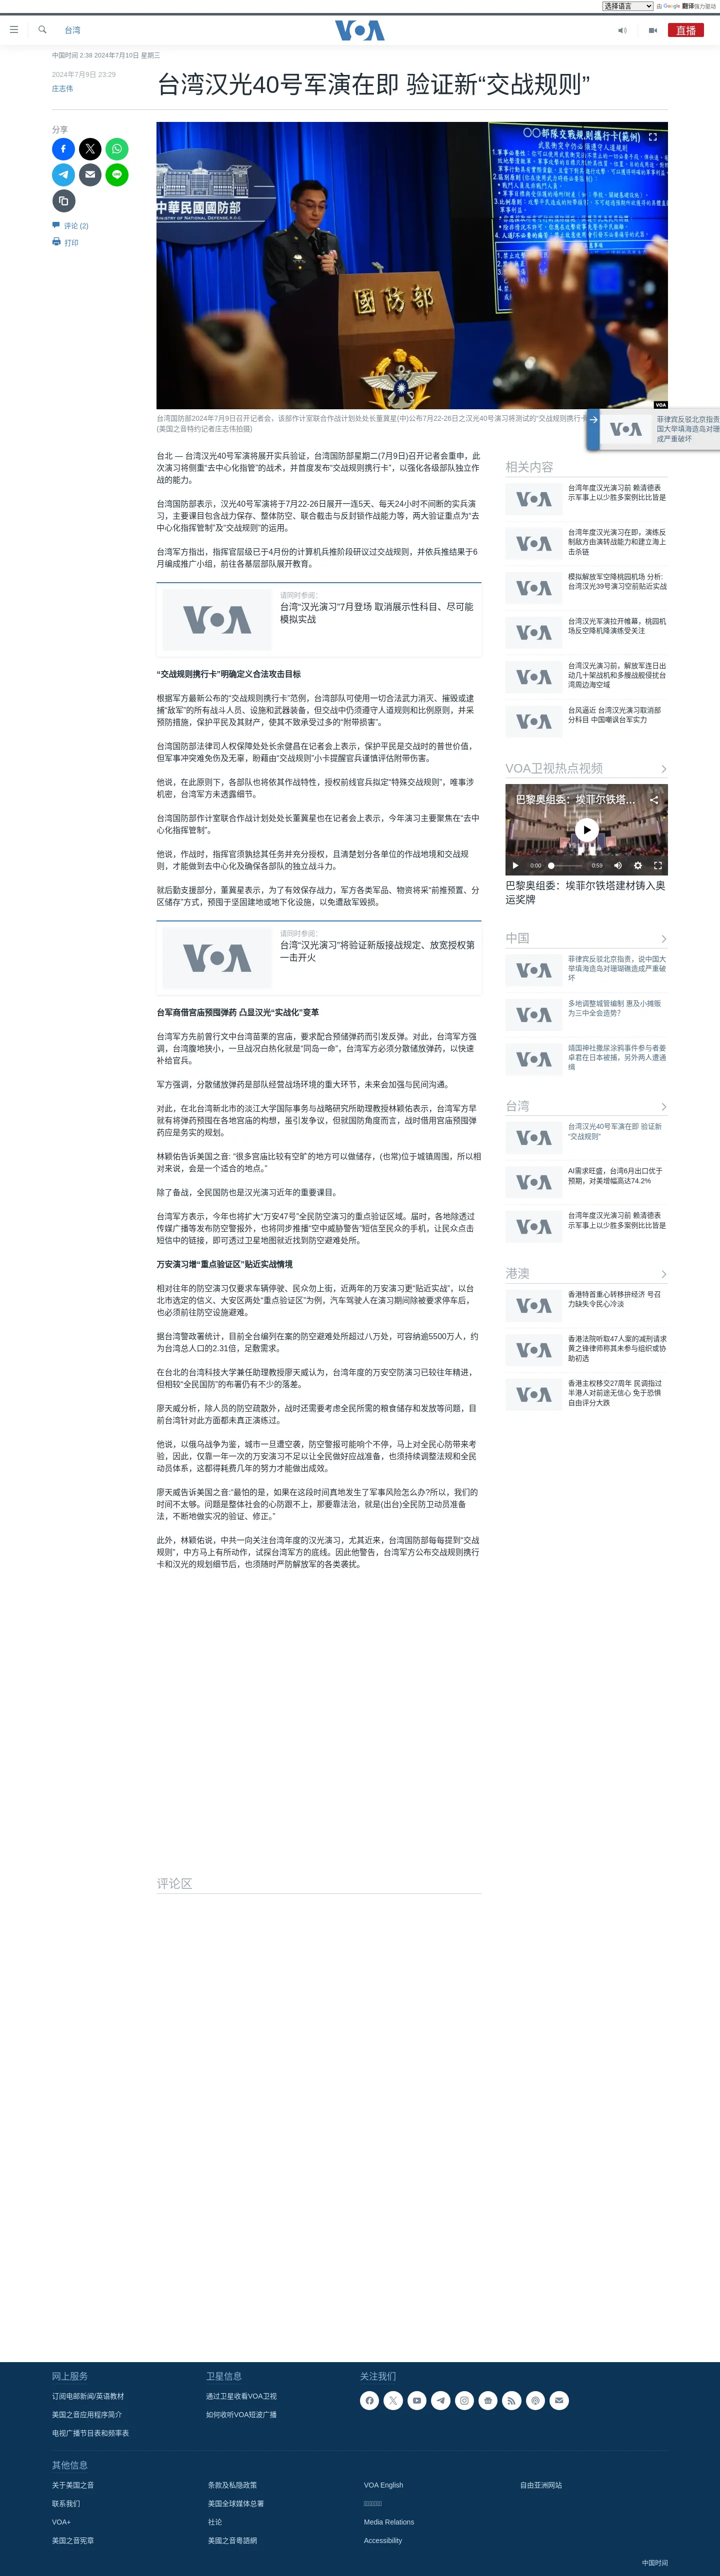 选择语言
由 Google 翻译强力驱动
台湾
VOA
直播
中国时间 2:38 2024年7月10日 星期三
2024年7月9日 23:29
庄志伟
台湾汉光40号军演在即 验证新“交战规则”
分享
评论 (2)
打印
中華民國國防部
MINISTRY OF NATIONAL DEFENSE, R.O.C.
國防部
〇〇部隊交戰規則攜行卡(範例)
VOA
台湾国防部2024年7月9日召开记者会，该部作计室联合作战计划处处长董冀星(中)公布7月22-26日之汉光40号演习将测试的“交战规则携行卡
(美国之音特约记者庄志伟拍摄)
VOA
菲律宾反驳北京指责
国大举填海造岛对珊
成严重破坏
台北 — 台湾汉光40号军演将展开实兵验证，台湾国防部星期二(7月9日)召开记者会重申，此
次演习将侧重“去中心化指管”的战术，并首度发布“交战规则携行卡”，以强化各级部队独立作
战的能力。
台湾国防部表示，汉光40号军演将于7月22-26日展开一连5天、每天24小时不间断的实兵演
习，主要课目包含战力保存、整体防空、联合截击与反封锁作战能力等，两大验证重点为“去
中心化指挥管制”及“交战规则”的运用。
台湾军方指出，指挥官层级已于4月份的计算机兵推阶段研议过交战规则，并依兵推结果于6
月编成推广小组，前往各基层部队展开教育。
VOA
请同时参阅:
台湾“汉光演习”7月登场 取消展示性科目、尽可能
模拟实战
“交战规则携行卡”明确定义合法攻击目标
根据军方最新公布的“交战规则携行卡”范例，台湾部队可使用一切合法武力消灭、摧毁或逮
捕“敌军”的所有战斗人员、设施和武器装备，但交战中仍须遵守人道规则和比例原则，并采
预防措施，保护平民及其财产，使其不致承受过多的“附带损害”。
台湾国防部法律司人权保障处处长余健昌在记者会上表示，保护平民是交战时的普世价值，
但军事冲突难免伤及无辜，盼藉由“交战规则”小卡提醒官兵谨慎评估附带伤害。
他说，在此原则下，各部队也将依其作战特性，授权前线官兵拟定“特殊交战规则”，唯事涉
机密，台湾军方未透露细节。
台湾国防部作计室联合作战计划处处长董冀星也在记者会上表示，今年演习主要聚焦在“去中
心化指挥管制”。
他说，作战时，指挥官须孰捻其任务并充分授权，且清楚划分各单位的作战地境和交战规
则，才能做到去中心化及确保各部队的独立战斗力。
就后勤支援部分，董冀星表示，为了有效保存战力，军方各类军品、物资将采“前推预置、分
区储存”方式，预囤于坚固建地或地下化设施，以免遭敌军毁损。
VOA
请同时参阅:
台湾“汉光演习”将验证新版接战规定、放宽授权第
一击开火
台军商借宫庙预囤弹药 凸显汉光“实战化”变革
台湾军方先前曾行文中台湾苗栗的宫庙，要求配合预储弹药而引发反弹。对此，台湾军方强
调，台湾腹地狭小，一旦战况白热化就是“同岛一命”，台湾军方必须分散储放弹药，以快速
补给官兵。
军方强调，分散储放弹药是部队经营战场环境的重大环节，未来会加强与民间沟通。
对此，在北台湾新北市的淡江大学国际事务与战略研究所助理教授林颖佑表示，台湾军方早
就有将弹药预囤在各地宫庙的构想，虽引发争议，但就国防角度而言，战时借用宫庙预囤弹
药应是务实的规划。
林颖佑告诉美国之音: “很多宫庙比较有空旷的地方可以做储存，(也常)位于城镇周围，所以相
对来说，会是一个适合的地点。”
除了备战，全民国防也是汉光演习近年的重要课目。
台湾军方表示，今年也将扩大“万安47号”全民防空演习的重点验证区域。届时，各地除透过
传媒广播等发布防空警报外，也将同步推播“空中威胁警告”短信至民众的手机，让民众点击
短信中的链接，即可透过卫星地图就近找到防空避难处所。
万安演习增“重点验证区”贴近实战情境
相对往年的防空演习仅要求车辆停驶、民众勿上街，近两年的万安演习更“贴近实战”，以台
北市选定的信义、大安区两处“重点验证区”为例，汽车驾驶人在演习期间除被要求停车后，
也必须前往防空设施避难。
据台湾警政署统计，目前全台编列在案的防空避难处所超过八万处，可容纳逾5500万人，约
为台湾总人口的2.31倍，足敷需求。
在台北的台湾科技大学兼任助理教授廖天威认为，台湾年度的万安空防演习已较往年精进，
但相较“全民国防”的布署仍有不少的落差。
廖天威分析，除人员的防空疏散外，战时还需要考虑全民所需的粮食储存和发放等问题，目
前台湾针对此方面都未真正演练过。
他说，以俄乌战争为鉴，城市一旦遭空袭，防空警报可能响个不停，马上对全民心防带来考
验，因此，仅靠一年一次的万安演习不足以让全民做好应战准备，也须持续调整法规和全民
动员体系，这都得耗费几年的努力才能做出成效。
廖天威告诉美国之音:“最怕的是，如果在这段时间真地发生了军事风险怎么办?所以，我们的
时间不太够。问题是整体社会的心防跟不上，那要靠法治，就是(出台)全民防卫动员准备
法，不断地做实况的验证、修正。”
此外，林颖佑说，中共一向关注台湾年度的汉光演习，尤其近来，台湾国防部每每提到“交战
规则”，中方马上有所动作，试探台湾军方的底线。因此他警告，台湾军方公布交战规则携行
卡和汉光的规划细节后，也须随时严防解放军的各类袭扰。
评论区
相关内容
台湾年度汉光演习前 赖清德表
示军事上以少胜多案例比比皆是
台湾年度汉光演习在即，演练反
制敌方由演转战能力和建立海上
击杀链
模拟解放军空降桃园机场 分析:
台湾汉光39号演习空前贴近实战
台湾汉光军演拉开帷幕，桃园机
场反空降机降演练受关注
台湾汉光演习前，解放军连日出
动几十架战机和多艘战舰侵扰台
湾周边海空域
台风逼近 台湾汉光演习取消部
分科目 中国嘲讽台军实力
VOA卫视热点视频
巴黎奥组委：埃菲尔铁塔…
0:00
0:59
巴黎奥组委：埃菲尔铁塔建材铸入奥
运奖牌
中国
菲律宾反驳北京指责，说中国大
举填海造岛对珊瑚礁造成严重破
坏
多地调整城管编制 惠及小摊贩
为三中全会造势?
靖国神社撒尿涂鸦事件参与者姜
卓君在日本被捕，另外两人遭通
缉
台湾
台湾汉光40号军演在即 验证新
“交战规则”
AI需求旺盛，台湾6月出口优于
预期，对美增幅高达74.2%
台湾年度汉光演习前 赖清德表
示军事上以少胜多案例比比皆是
港澳
香港特首重心转移拚经济 号召
力缺失令民心冷淡
香港法院听取47人案的减刑请求
黄之锋律师称其未参与组织或协
助初选
香港主权移交27周年 民调指过
半港人对前途无信心 免于恐惧
自由评分大跌
网上服务
订阅电邮新闻/英语教材
美国之音应用程序简介
电视广播节目表和频率表
卫星信息
通过卫星收看VOA卫视
如何收听VOA短波广播
关注我们
其他信息
关于美国之音
联系我们
VOA+
美国之音宪章
条款及私隐政策
美国全球媒体总署
社论
美國之音粵語網
VOA English
Media Relations
Accessibility
自由亚洲网站
中国时间